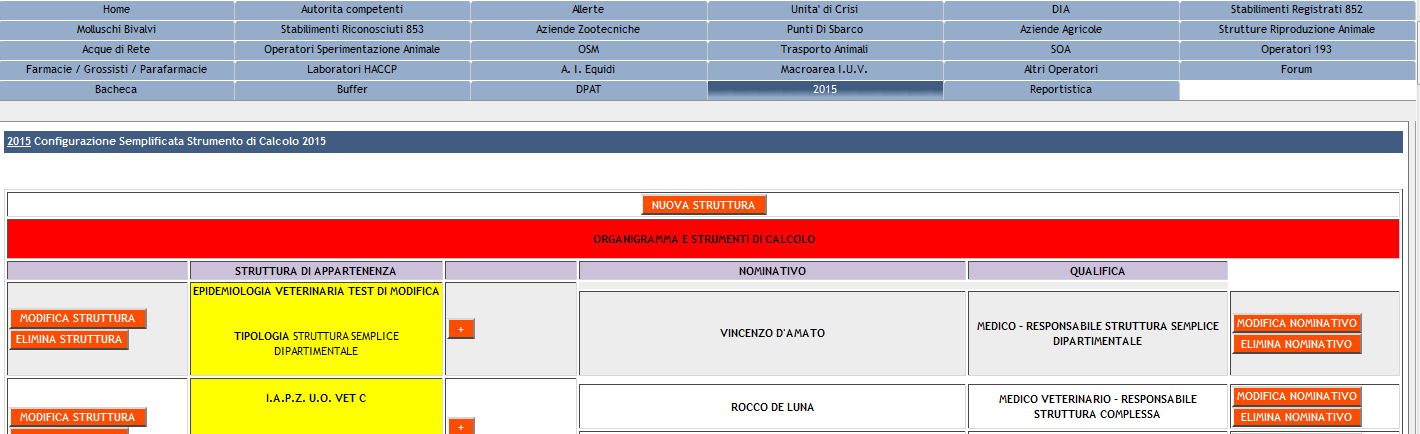 Home Autorita competenti Allerte Unita' di Crisi DIA Stabilimenti Registrati 852
Molluschi Bivalvi Stabilimenti Riconosciuti 853 Aziende Zootecniche Punti Di Sbarco Aziende Agricole Strutture Riproduzione Animale
Acque di Rete Operatori Sperimentazione Animale OSM Trasporto Animali SOA Operatori 193
Farmacie / Grossisti / Parafarmacie Laboratori HACCP A. I. Equidi Macroarea I.U.V. Altri Operatori Forum
Bacheca Buffer DPAT 2015 Reportistica
2015 Configurazione Semplificata Strumento di Calcolo 2015
NUOVA STRUTTURA
ORGANIGRAMMA E STRUMENTI DI CALCOLO
STRUTTURA DI APPARTENENZA NOMINATIVO QUALIFICA
MODIFICA STRUTTURA
ELIMINA STRUTTURA
EPIDEMIOLOGIA VETERINARIA TEST DI MODIFICA
TIPOLOGIA STRUTTURA SEMPLICE
DIPARTIMENTALE
+
VINCENZO D'AMATO
MEDICO - RESPONSABILE STRUTTURA SEMPLICE
DIPARTIMENTALE
MODIFICA NOMINATIVO
ELIMINA NOMINATIVO
MODIFICA STRUTTURA
I.A.P.Z. U.O. VET C
+
ROCCO DE LUNA
MEDICO VETERINARIO - RESPONSABILE
STRUTTURA COMPLESSA
MODIFICA NOMINATIVO
ELIMINA NOMINATIVO